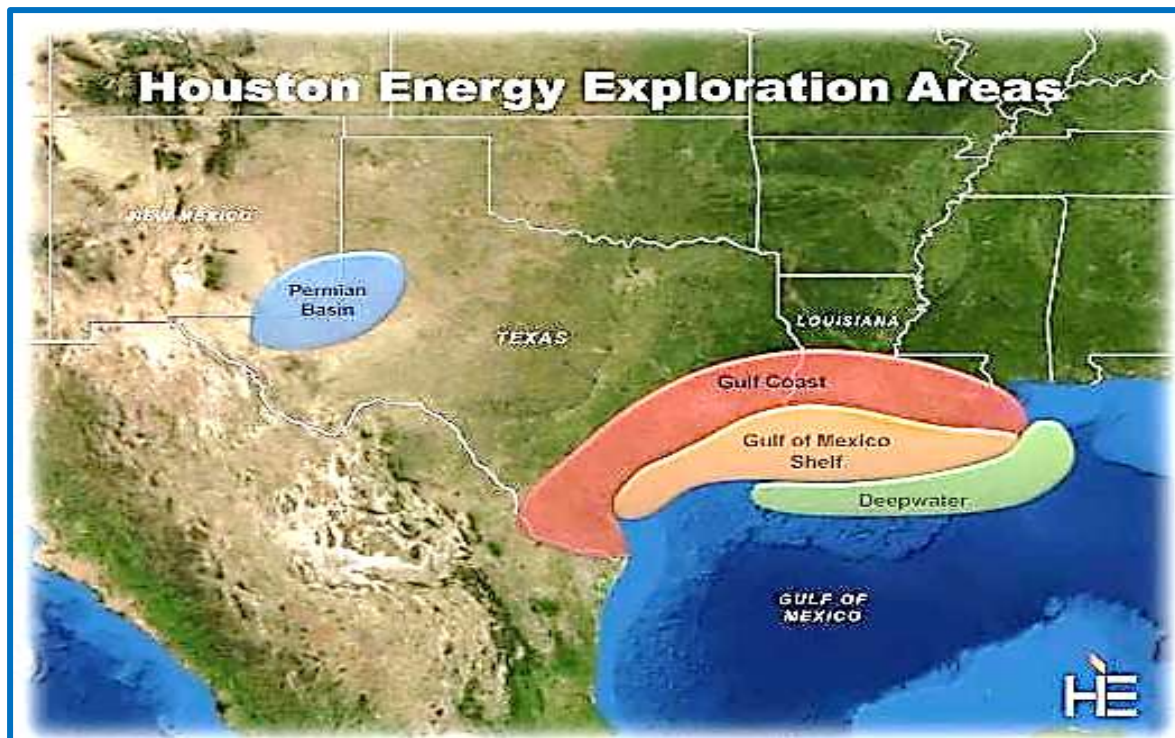 Houston Energy Exploration Areas
NEW MEXICO
Permian
Basin
TEXAS
LOUISIANA
Gulf Coast
Gulf of Mexico
Shelf
Deepwater
GULF OF
MEXICO
HE